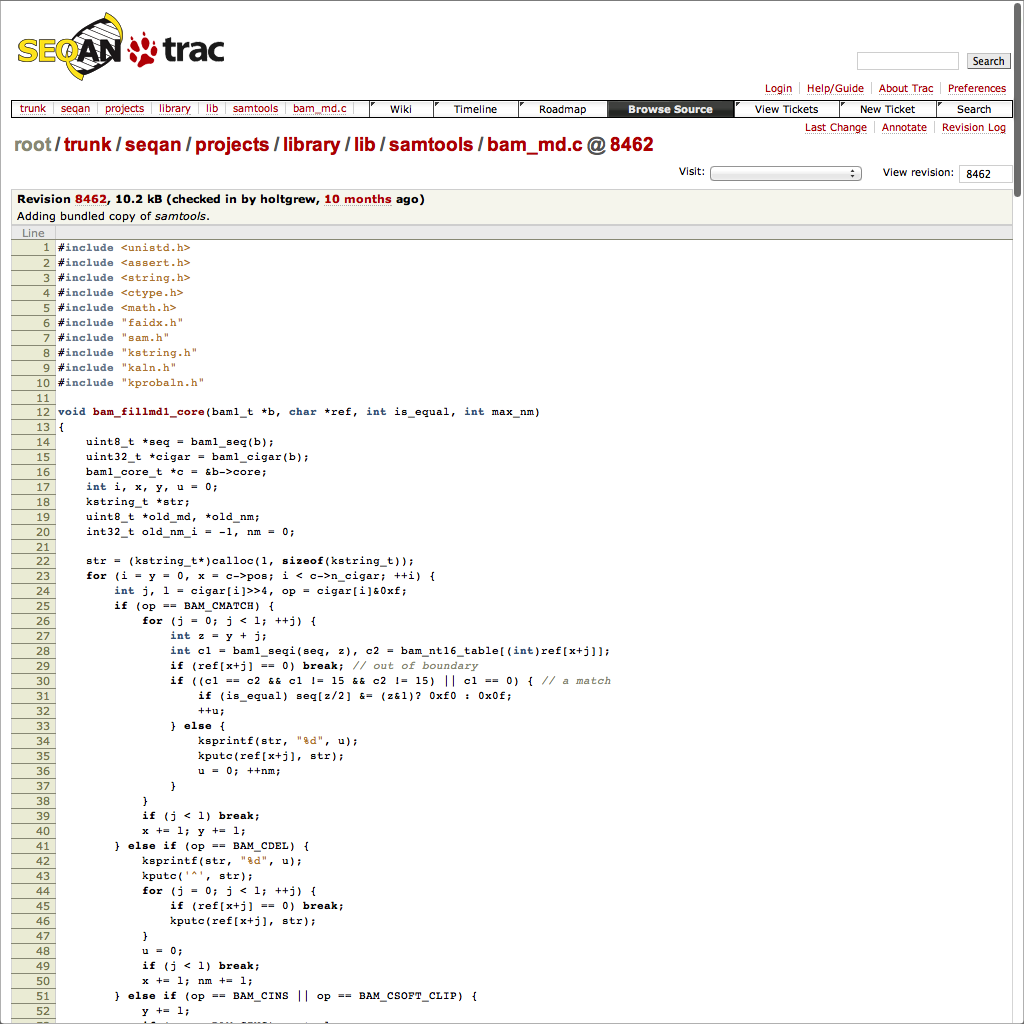 SEQAN trac
Search
Login Help/Guide About Trac Preferences
trunk seqan projects library lib samtools bam_md.c Wiki Timeline Roadmap Browse Source View Tickets New Ticket Search
Last Change Annotate Revision Log
root/trunk/seqan/projects/library/lib/samtools/bam_md.c @ 8462
Visit: View revision: 8462
Revision 8462, 10.2 kB (checked in by holtgrew, 10 months ago)
Adding bundled copy of samtools.
Line
1 #include <unistd.h>
2 #include <assert.h>
3 #include <string.h>
4 #include <ctype.h>
5 #include <math.h>
6 #include "faidx.h"
7 #include "sam.h"
8 #include "kstring.h"
9 #include "kaln.h"
10 #include "kprobaln.h"
11
12 void bam_fillmd1_core(bam1_t *b, char *ref, int is_equal, int max_nm)
13 {
14     uint8_t *seq = bam1_seq(b);
15     uint32_t *cigar = bam1_cigar(b);
16     bam1_core_t *c = &b->core;
17     int i, x, y, u = 0;
18     kstring_t *str;
19     uint8_t *old_md, *old_nm;
20     int32_t old_nm_i = -1, nm = 0;
21
22     str = (kstring_t*)calloc(1, sizeof(kstring_t));
23     for (i = y = 0, x = c->pos; i < c->n_cigar; ++i) {
24         int j, l = cigar[i]>>4, op = cigar[i]&0xf;
25         if (op == BAM_CMATCH) {
26             for (j = 0; j < l; ++j) {
27                 int z = y + j;
28                 int c1 = bam1_seqi(seq, z), c2 = bam_nt16_table[(int)ref[x+j]];
29                 if (ref[x+j] == 0) break; // out of boundary
30                 if ((c1 == c2 && c1 != 15 && c2 != 15) || c1 == 0) { // a match
31                     if (is_equal) seq[z/2] &= (z&1)? 0xf0 : 0x0f;
32                     ++u;
33                 } else {
34                     ksprintf(str, "%d", u);
35                     kputc(ref[x+j], str);
36                     u = 0; ++nm;
37                 }
38             }
39             if (j < l) break;
40             x += l; y += l;
41         } else if (op == BAM_CDEL) {
42             ksprintf(str, "%d", u);
43             kputc('^', str);
44             for (j = 0; j < l; ++j) {
45                 if (ref[x+j] == 0) break;
46                 kputc(ref[x+j], str);
47             }
48             u = 0;
49             if (j < l) break;
50             x += l; nm += l;
51         } else if (op == BAM_CINS || op == BAM_CSOFT_CLIP) {
52             y += l;